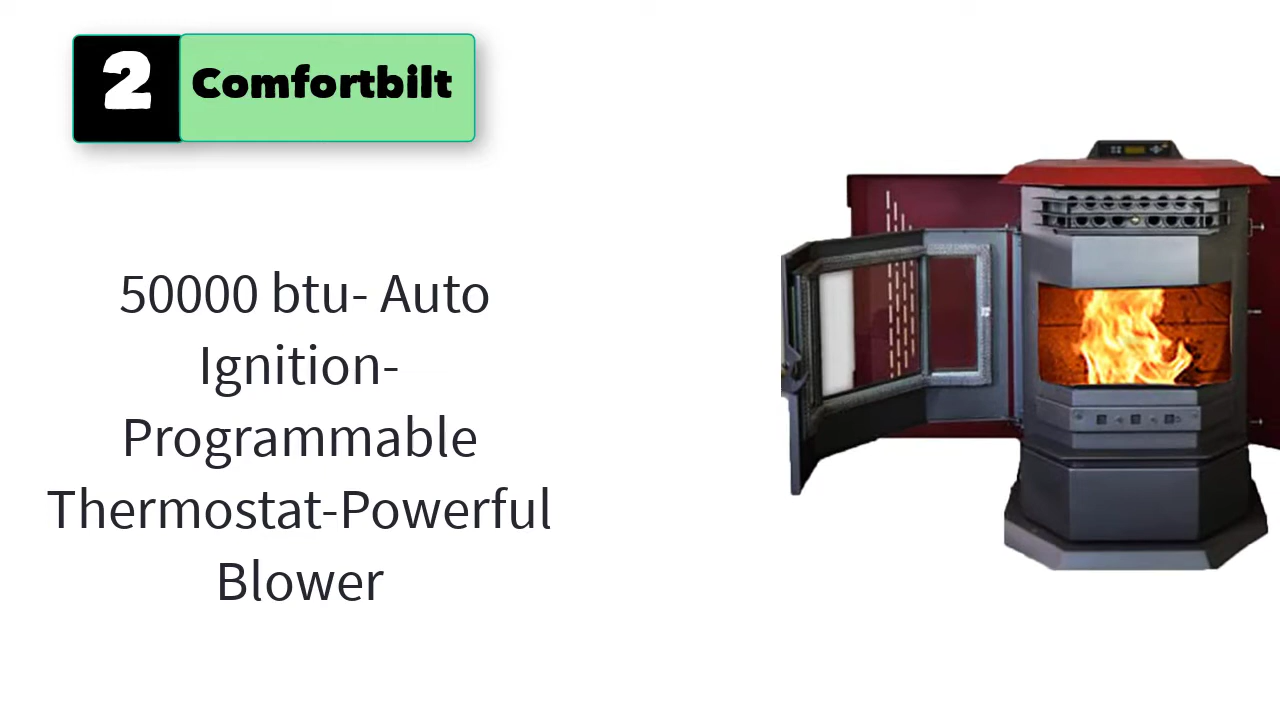 2
Comfortbilt
50000 btu- Auto
Ignition-
Programmable
Thermostat-Powerful
Blower